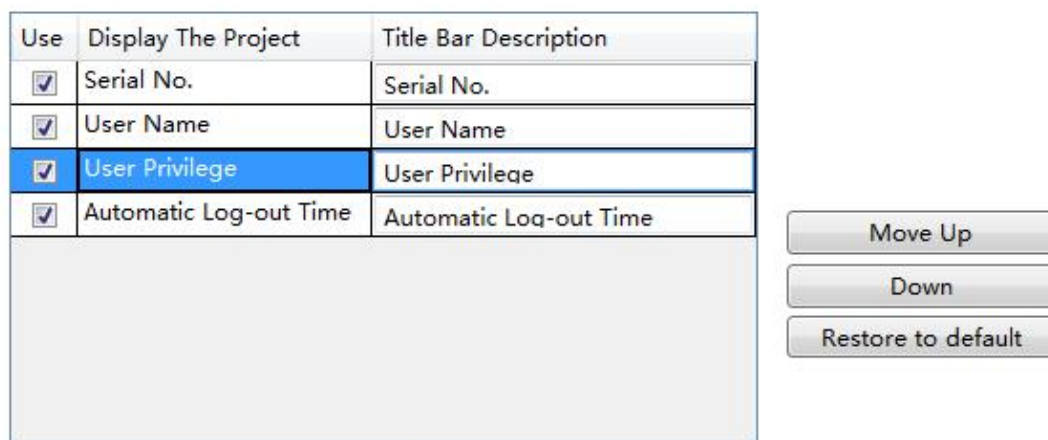 Use Display The Project Title Bar Description
Serial No. Serial No.
User Name User Name
User Privilege User Privilege
Automatic Log-out Time Automatic Log-out Time
Move Up
Down
Restore to default